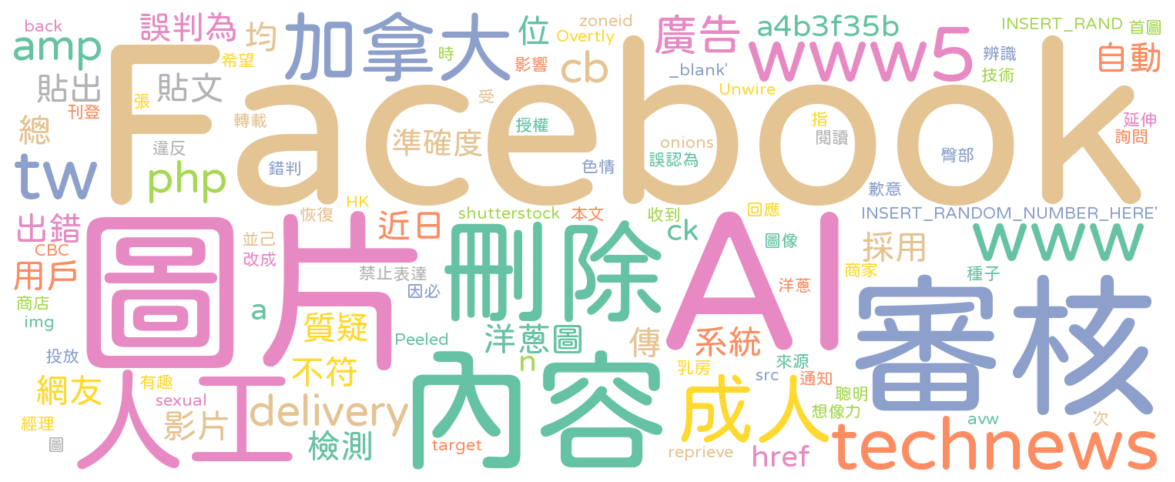 back
誤判為
均
加拿大
位
zoneid
廣告
a4b3f35b
INSERT_RAND
首圖
amp
希望
時
影響
cb
Overtly
www5
辨識
自動
貼出
貼文
Facebook
_blank'
Unwire
技術
刊登
張
轉載
受
授權
指
延伸
總
違反
準確度
onions
閱讀
詢問
tw
php
錯判
色情
誤認為
臀部
歉意
出錯
圖片
恢復
HK
近日
shutterstock
本文
收到
回應
INSERT_RANDOM_NUMBER_HERE'
CBC
並己
刪除
ck
AI
圖像
採用
www
用戶
改成
禁止表達
因必
洋蔥
商家
種子
商店
a
質疑
Peeled
洋蔥圖
傳
系統
審核
img
n
投放
人工
有趣
不符
內容
乳房
src
來源
通知
網友
sexual
delivery
成人
聰明
想像力
經理
影片
avw
次
圖
檢測
target
reprieve
href
technews